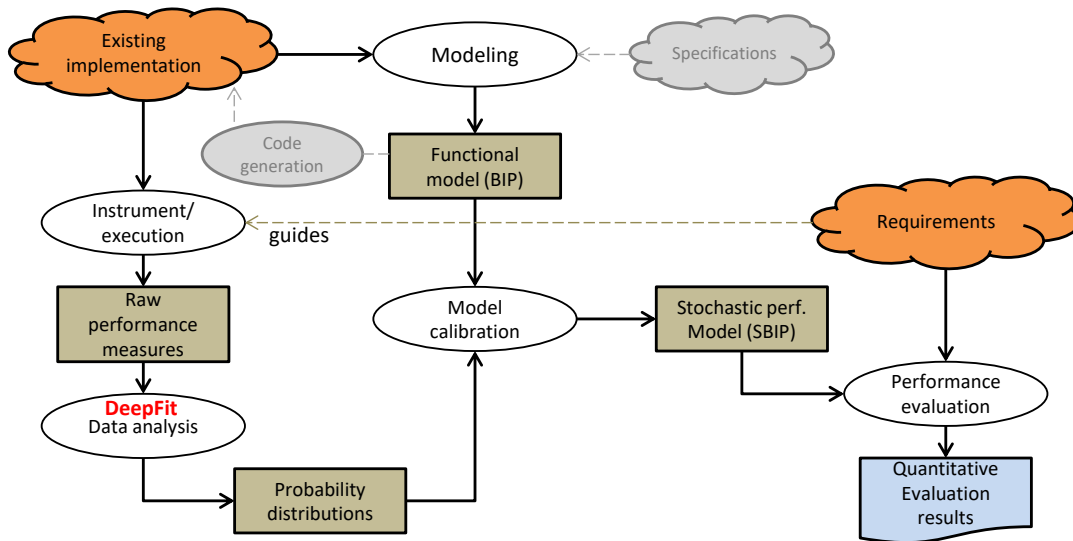 Existing
implementation
Modeling
Specifications
Code
generation
Functional
model (BIP)
Instrument/
execution
guides
Requirements
Raw
performance
measures
Model
calibration
Stochastic perf.
Model (SBIP)
Performance
evaluation
DeepFit
Data analysis
Probability
distributions
Quantitative
Evaluation
results